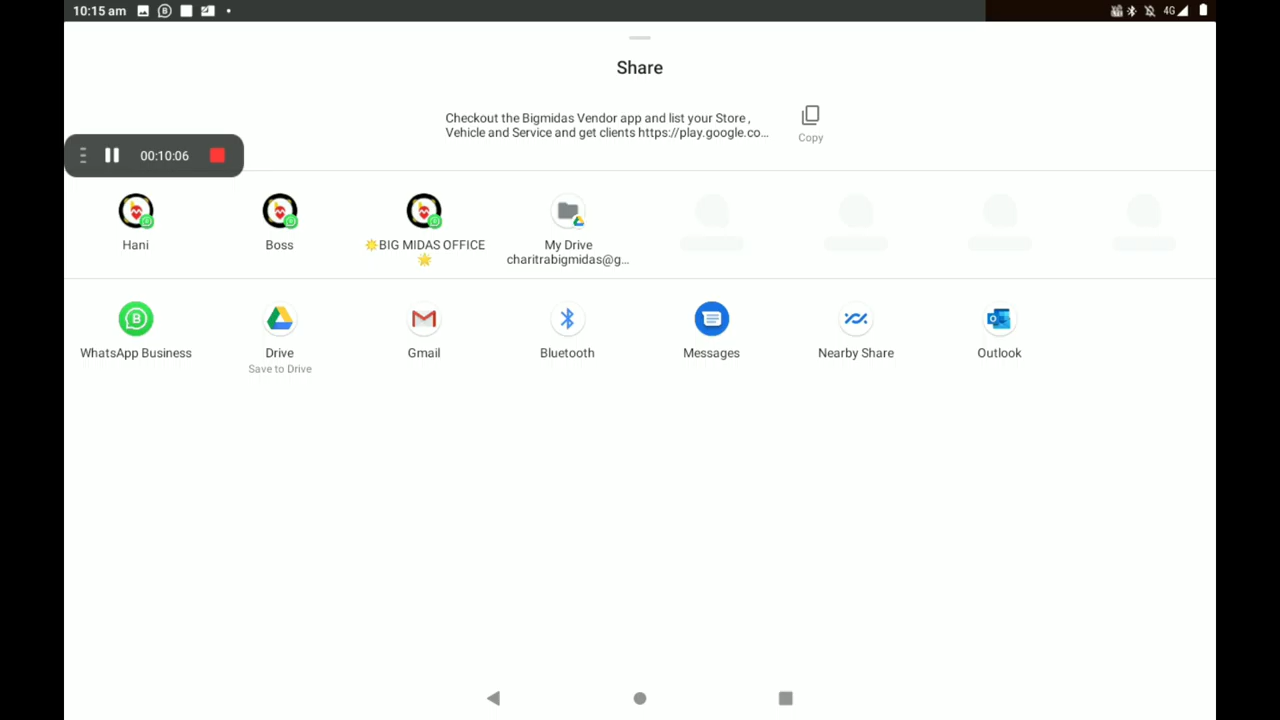 10:15 am
4G
Share
Checkout the Bigmidas Vendor app and list your Store ,
Vehicle and Service and get clients https://play.google.co...
Copy
00:10:06
Hani
Boss
🌟BIG MIDAS OFFICE
🌟
My Drive
charitrabigmidas@g...
WhatsApp Business
Drive
Save to Drive
Gmail
Bluetooth
Messages
Nearby Share
Outlook